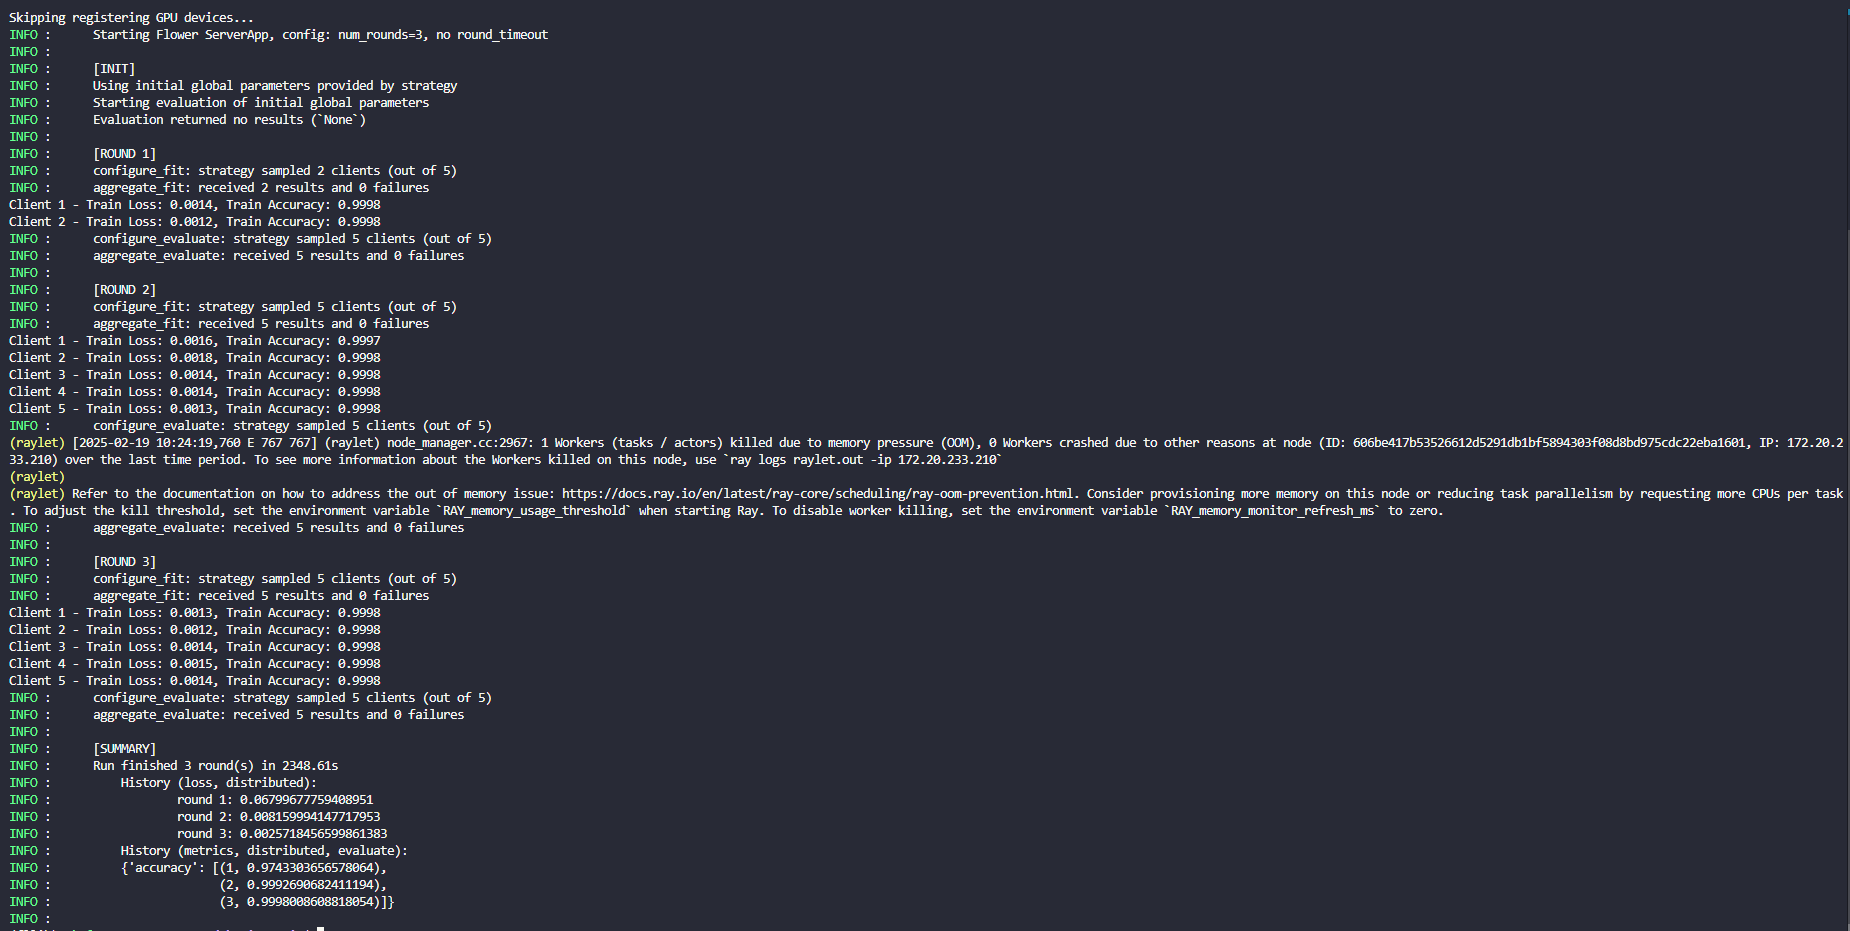 Skipping registering GPU devices...
INFO :      Starting Flower ServerApp, config: num_rounds=3, no round_timeout
INFO :
INFO :      [INIT]
INFO :      Using initial global parameters provided by strategy
INFO :      Starting evaluation of initial global parameters
INFO :      Evaluation returned no results (`None`)
INFO :
INFO :      [ROUND 1]
INFO :      configure_fit: strategy sampled 2 clients (out of 5)
INFO :      aggregate_fit: received 2 results and 0 failures
Client 1 - Train Loss: 0.0014, Train Accuracy: 0.9998
Client 2 - Train Loss: 0.0012, Train Accuracy: 0.9998
INFO :      configure_evaluate: strategy sampled 5 clients (out of 5)
INFO :      aggregate_evaluate: received 5 results and 0 failures
INFO :
INFO :      [ROUND 2]
INFO :      configure_fit: strategy sampled 5 clients (out of 5)
INFO :      aggregate_fit: received 5 results and 0 failures
Client 1 - Train Loss: 0.0016, Train Accuracy: 0.9997
Client 2 - Train Loss: 0.0018, Train Accuracy: 0.9998
Client 3 - Train Loss: 0.0014, Train Accuracy: 0.9998
Client 4 - Train Loss: 0.0014, Train Accuracy: 0.9998
Client 5 - Train Loss: 0.0013, Train Accuracy: 0.9998
INFO :      configure_evaluate: strategy sampled 5 clients (out of 5)
(raylet) [2025-02-19 10:24:19,760 E 767 767] (raylet) node_manager.cc:2967: 1 Workers (tasks / actors) killed due to memory pressure (OOM), 0 Workers crashed due to other reasons at node (ID: 606be417b53526612d5291db1bf5894303f08d8bd975cdc22eba1601, IP: 172.20.2
33.210) over the last time period. To see more information about the Workers killed on this node, use `ray logs raylet.out -ip 172.20.233.210`
(raylet)
(raylet) Refer to the documentation on how to address the out of memory issue: https://docs.ray.io/en/latest/ray-core/scheduling/ray-oom-prevention.html. Consider provisioning more memory on this node or reducing task parallelism by requesting more CPUs per task
. To adjust the kill threshold, set the environment variable `RAY_memory_usage_threshold` when starting Ray. To disable worker killing, set the environment variable `RAY_memory_monitor_refresh_ms` to zero.
INFO :      aggregate_evaluate: received 5 results and 0 failures
INFO :
INFO :      [ROUND 3]
INFO :      configure_fit: strategy sampled 5 clients (out of 5)
INFO :      aggregate_fit: received 5 results and 0 failures
Client 1 - Train Loss: 0.0013, Train Accuracy: 0.9998
Client 2 - Train Loss: 0.0012, Train Accuracy: 0.9998
Client 3 - Train Loss: 0.0014, Train Accuracy: 0.9998
Client 4 - Train Loss: 0.0015, Train Accuracy: 0.9998
Client 5 - Train Loss: 0.0014, Train Accuracy: 0.9998
INFO :      configure_evaluate: strategy sampled 5 clients (out of 5)
INFO :      aggregate_evaluate: received 5 results and 0 failures
INFO :
INFO :      [SUMMARY]
INFO :      Run finished 3 round(s) in 2348.61s
INFO :          History (loss, distributed):
INFO :                  round 1: 0.06799677759408951
INFO :                  round 2: 0.008159994147717953
INFO :                  round 3: 0.0025718456599861383
INFO :          History (metrics, distributed, evaluate):
INFO :          {'accuracy': [(1, 0.9743303656578064),
INFO :                        (2, 0.9992690682411194),
INFO :                        (3, 0.9998008608818054)]}
INFO :